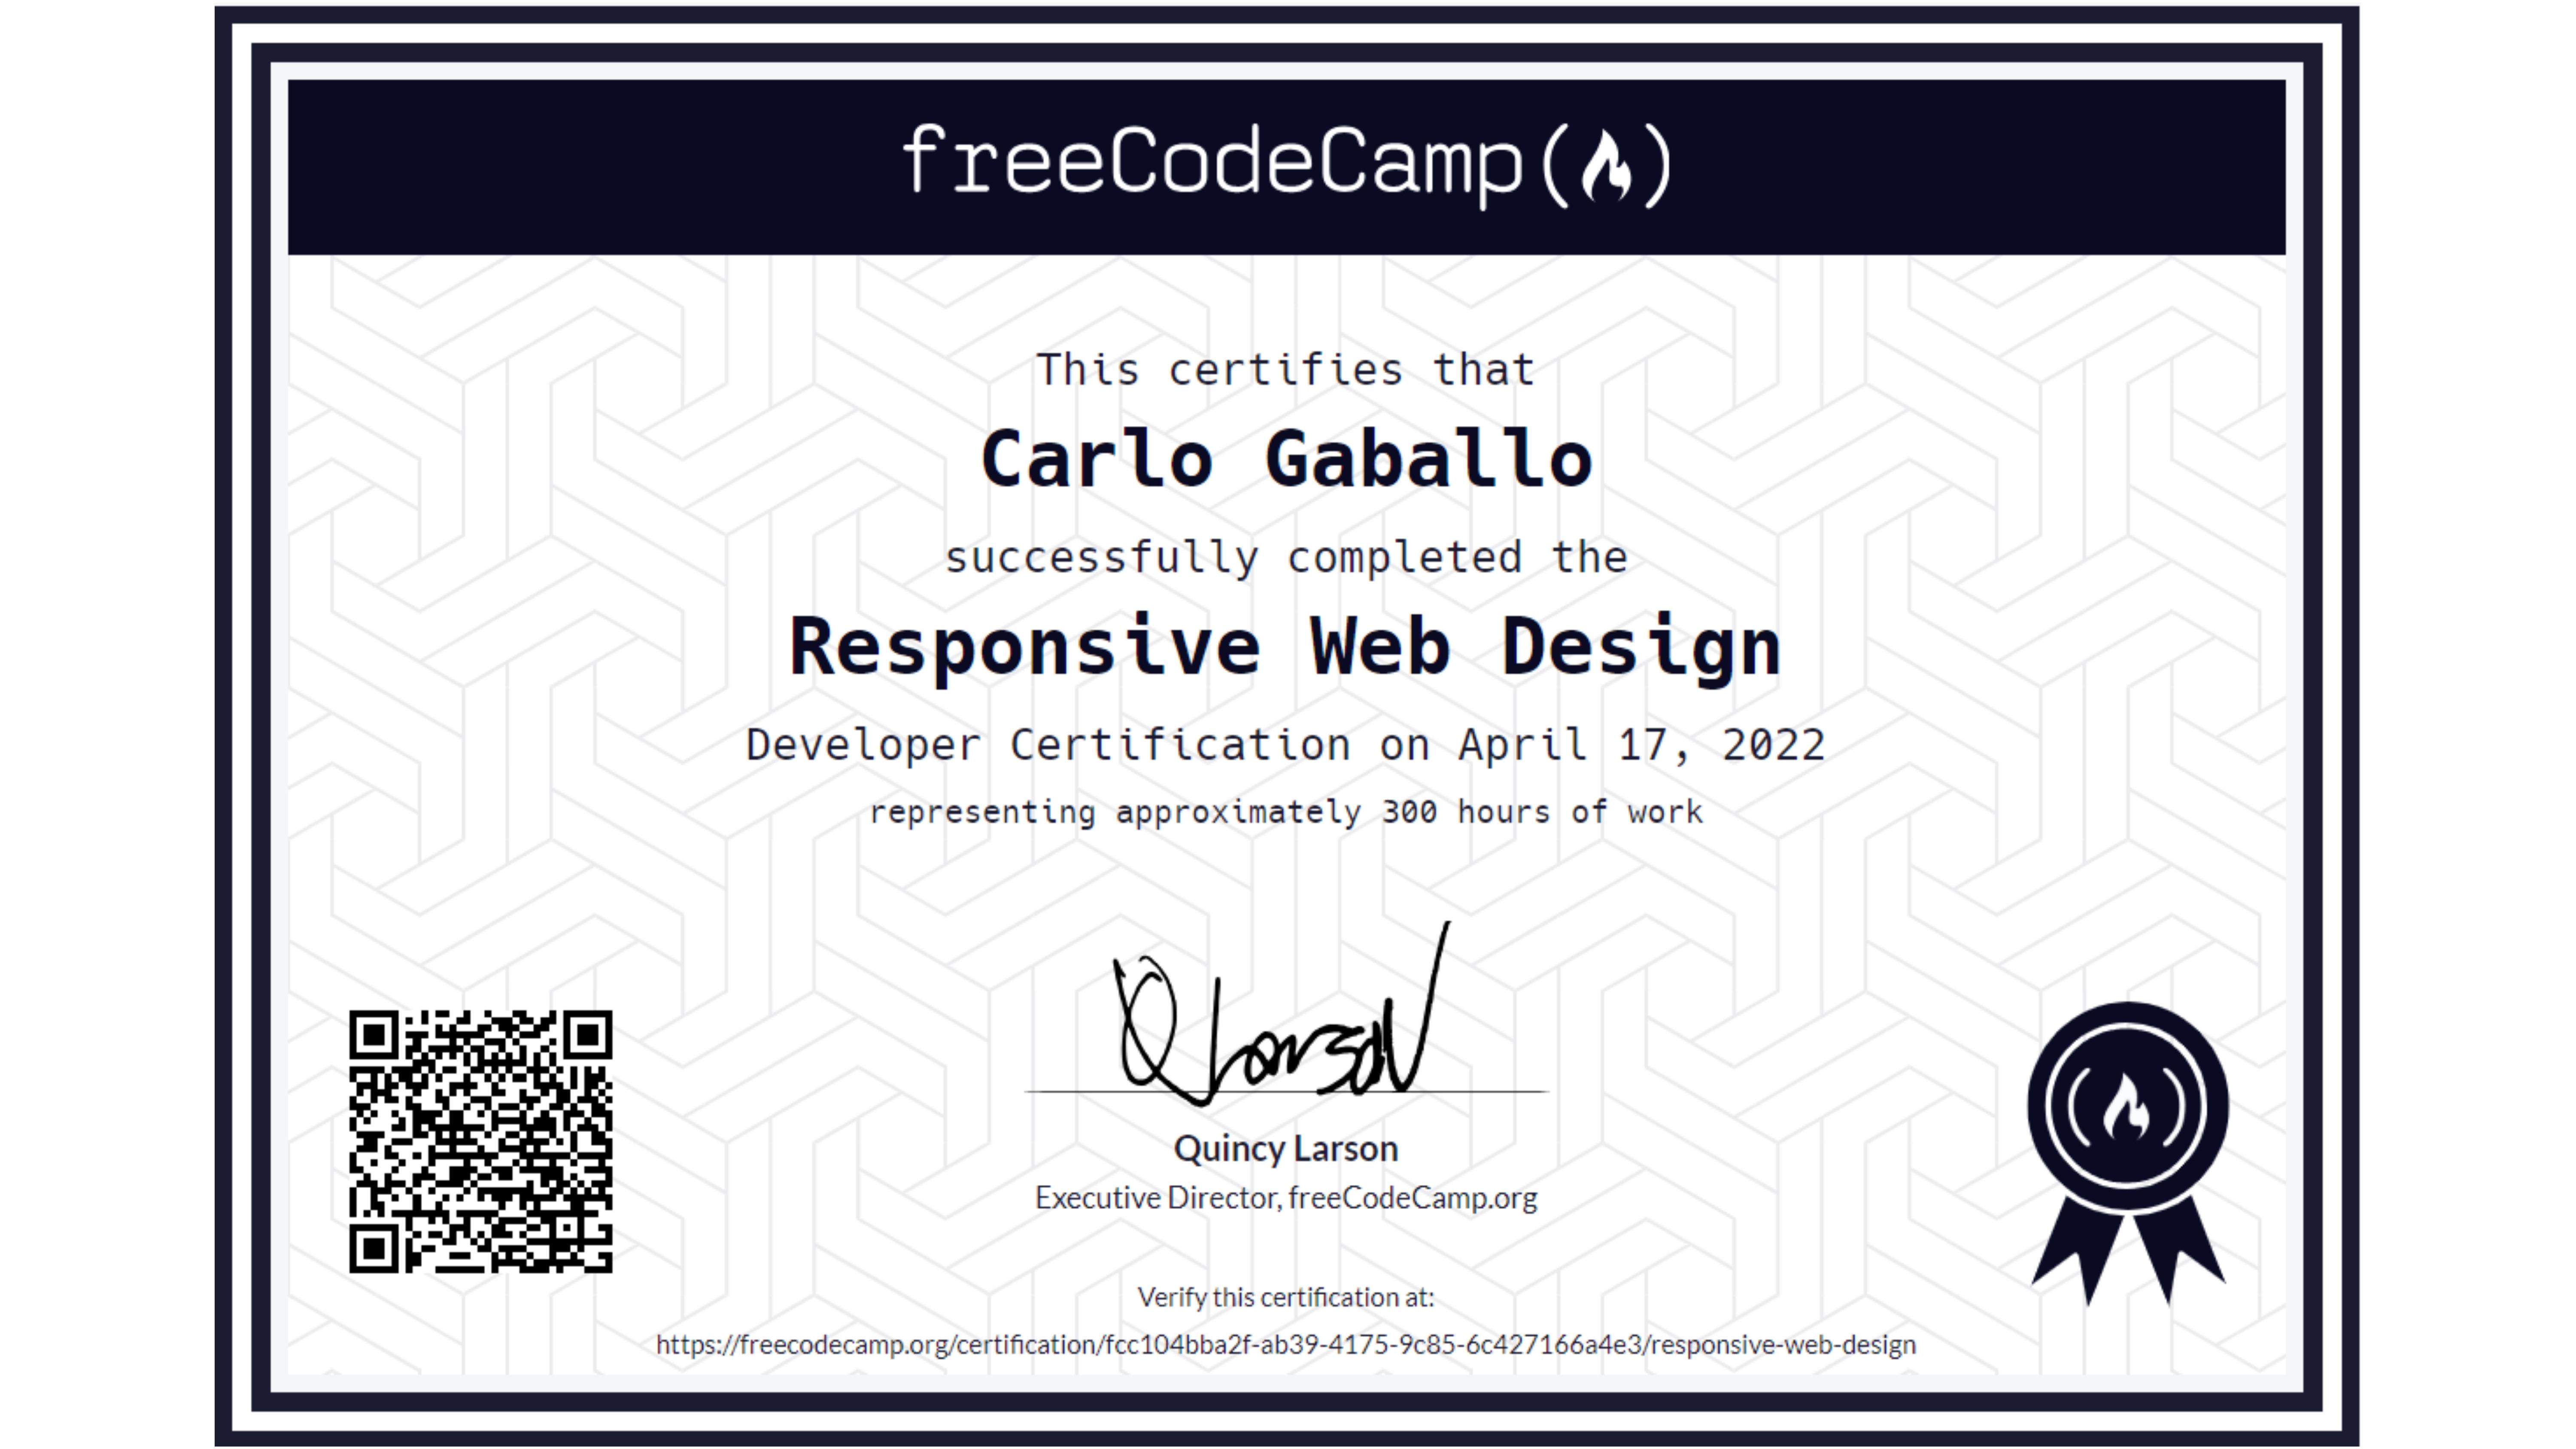 freeCodeCamp
This certifies that
Carlo Gaballo
successfully completed the
Responsive Web Design
Developer Certification on April 17, 2022
representing approximately 300 hours of work
Q Larson
Quincy Larson
Executive Director, freeCodeCamp.org
Verify this certification at:
https://freecodecamp.org/certification/fcc104bba2f-ab39-4175-9c85-6c427166a4e3/responsive-web-design